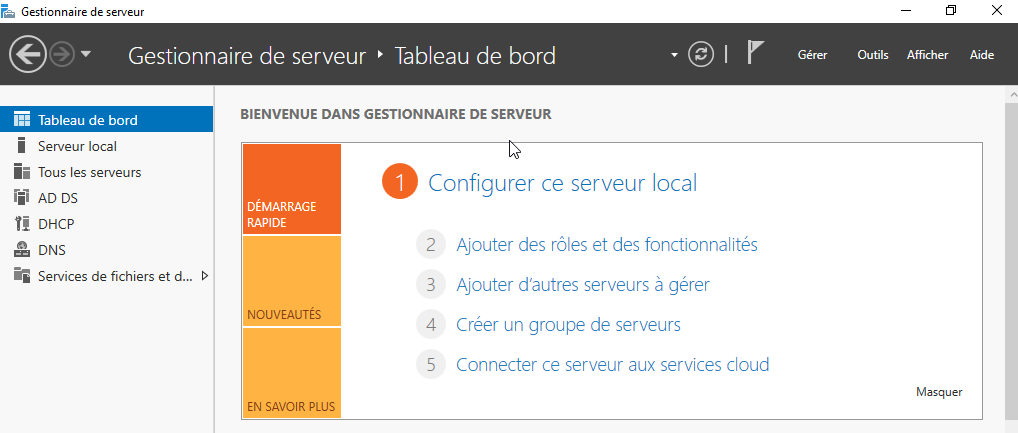 Gestionnaire de serveur
Gestionnaire de serveur ‣ Tableau de bord
Gérer Outils Afficher Aide
Tableau de bord
Serveur local
Tous les serveurs
AD DS
DHCP
DNS
Services de fichiers et d...
BIENVENUE DANS GESTIONNAIRE DE SERVEUR
DÉMARRAGE
RAPIDE
NOUVEAUTÉS
EN SAVOIR PLUS
1 Configurer ce serveur local
2 Ajouter des rôles et des fonctionnalités
3 Ajouter d’autres serveurs à gérer
4 Créer un groupe de serveurs
5 Connecter ce serveur aux services cloud
Masquer